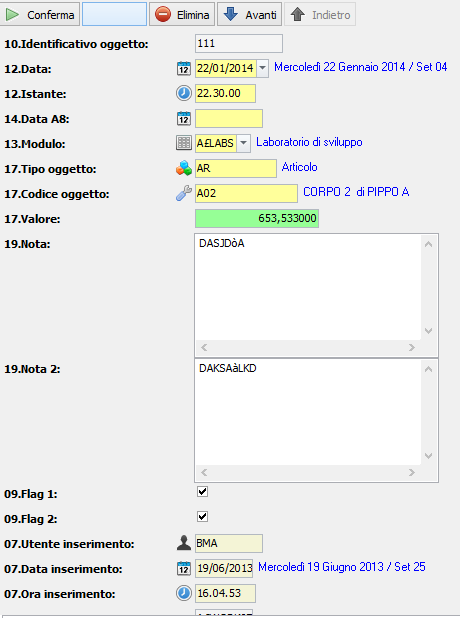 Conferma Elimina Avanti Indietro
10.Identificativo oggetto: 111
12.Data: 12 22/01/2014 Mercoledì 22 Gennaio 2014 / Set 04
12.Istante: 22.30.00
14.Data A8: 12
13.Modulo: A£LABS Laboratorio di sviluppo
17.Tipo oggetto: AR Articolo
17.Codice oggetto: A02 CORPO 2 di PIPPO A
17.Valore: 653,533000
19.Nota: DASJDòA
19.Nota 2: DAKSAàLKD
09.Flag 1:
09.Flag 2:
07.Utente inserimento: BMA
07.Data inserimento: 12 19/06/2013 Mercoledì 19 Giugno 2013 / Set 25
07.Ora inserimento: 16.04.53